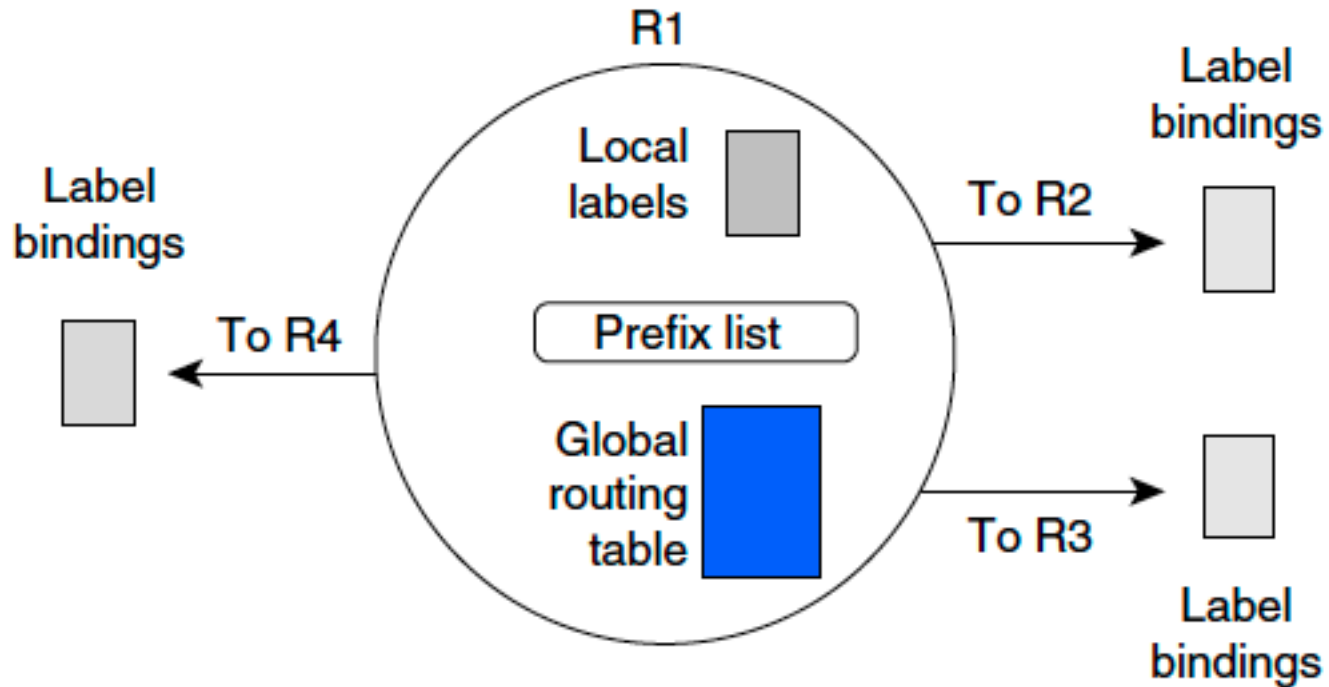 R1
Label
bindings
Local
labels
To R2
Label
bindings
To R4
Prefix list
Global
routing
table
To R3
Label
bindings